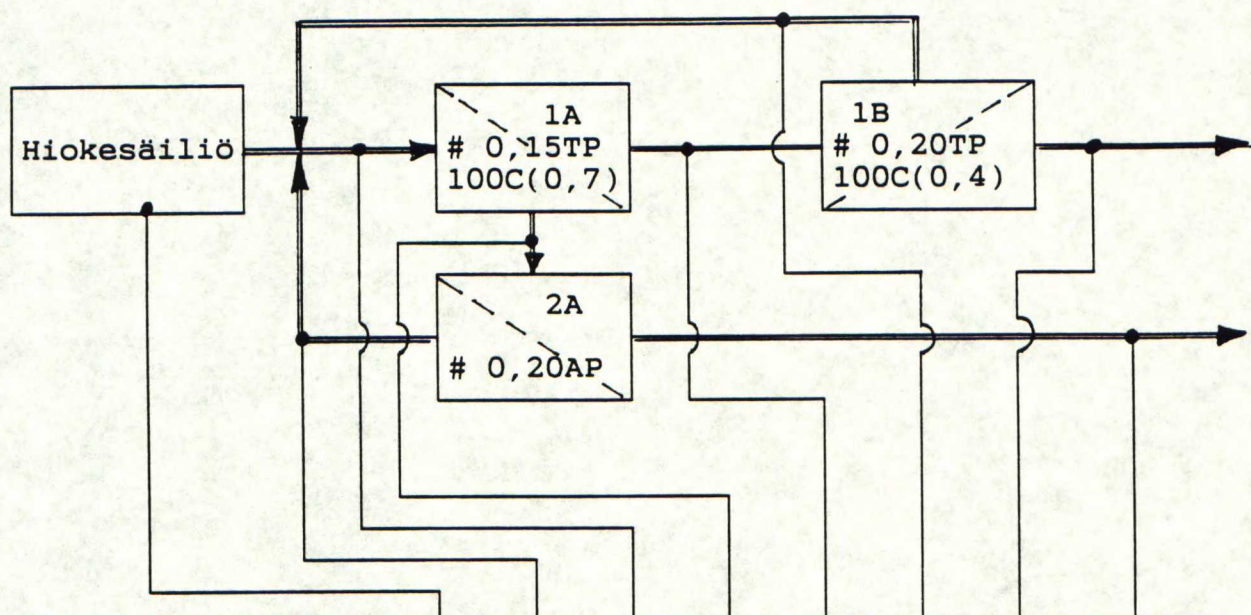 Hiokesäiliö
1A
# 0,15TP
100C(0,7)
1B
# 0,20TP
100C(0,4)
2A
# 0,20AP